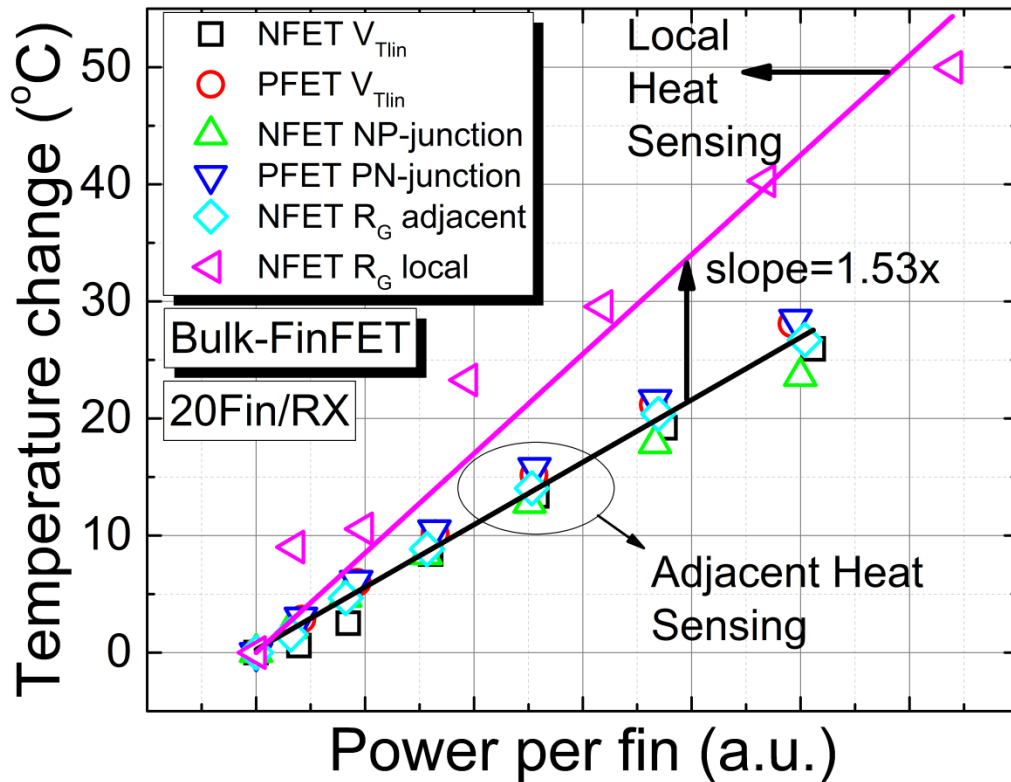 Temperature change (°C)
50
40
30
20
10
0
NFET V_Tlin
PFET V_Tlin
NFET NP-junction
PFET PN-junction
NFET R_G adjacent
NFET R_G local
Bulk-FinFET
20Fin/RX
Local
Heat
Sensing
slope=1.53x
Adjacent Heat
Sensing
Power per fin (a.u.)